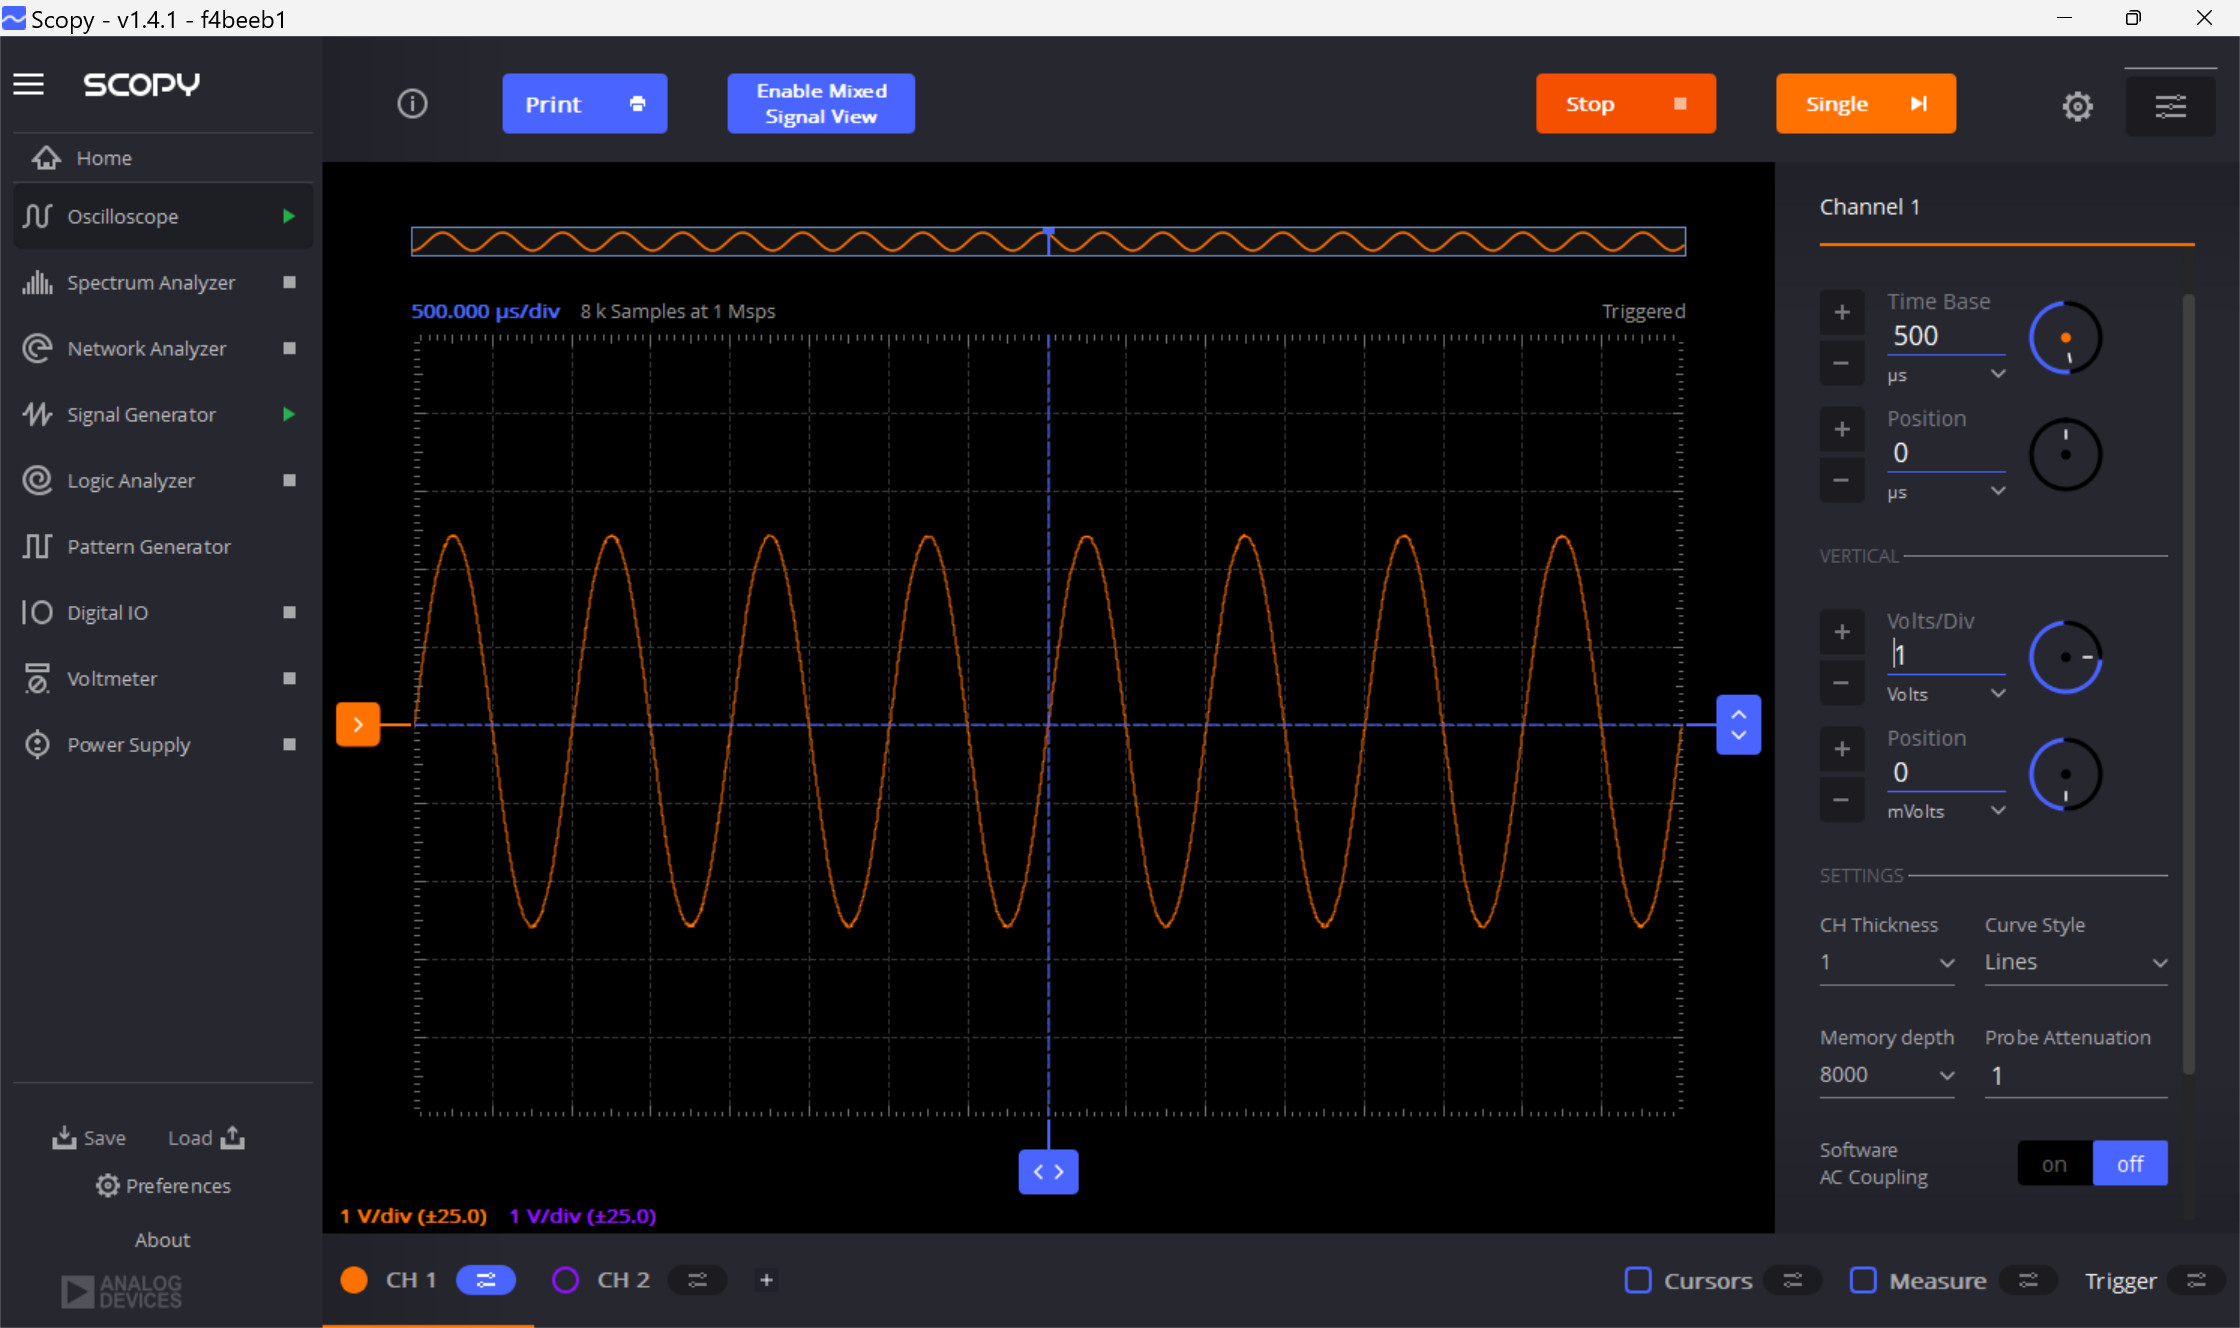 Scopy - v1.4.1 - f4beeb1
SCOPY
Home
Oscilloscope
Spectrum Analyzer
Network Analyzer
Signal Generator
Logic Analyzer
Pattern Generator
Digital IO
Voltmeter
Power Supply
Save Load
Preferences
About
ANALOG
DEVICES
Print
Enable Mixed
Signal View
Stop
Single
500.000 µs/div 8 k Samples at 1 Msps Triggered
1 V/div (±25.0) 1 V/div (±25.0)
Channel 1
Time Base
500
µs
Position
0
µs
VERTICAL
Volts/Div
1
Volts
Position
0
mVolts
SETTINGS
CH Thickness Curve Style
1 Lines
Memory depth Probe Attenuation
8000 1
Software
AC Coupling
on off
CH 1 CH 2 + Cursors Measure Trigger